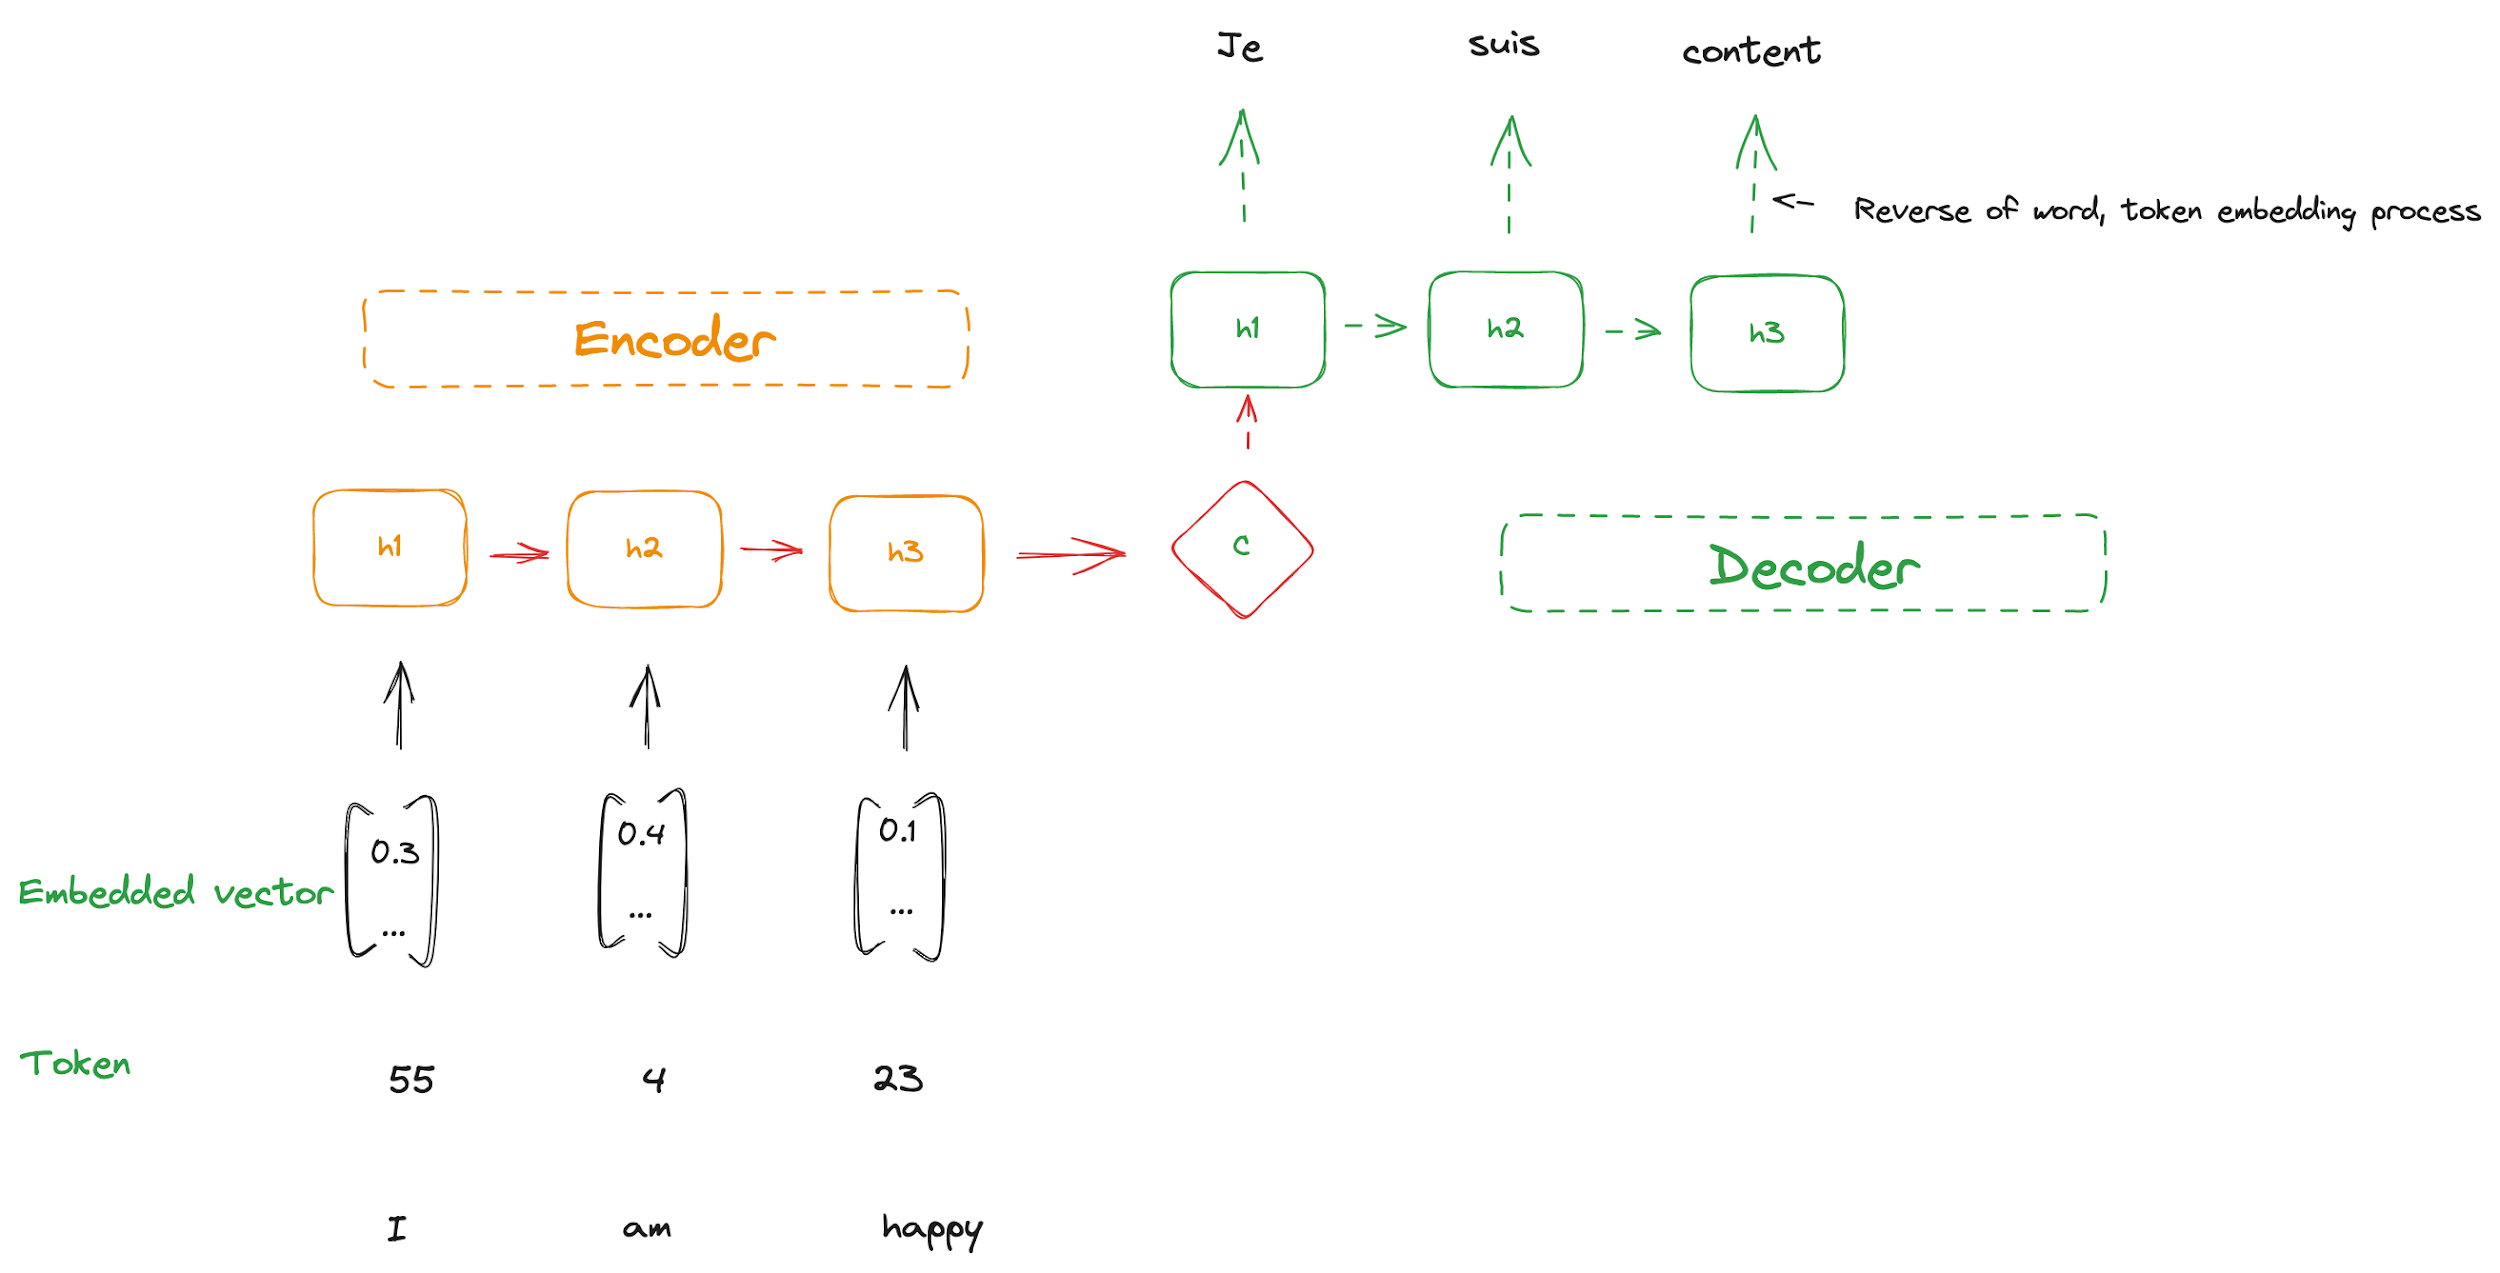 Je suis content
Reverse of word, token embedding process
Encoder
h1 h2 h3
h1 h2 h3 c
Decoder
0.3 0.4 0.1
Embedded vector
... ... ...
Token 55 4 23
I am happy